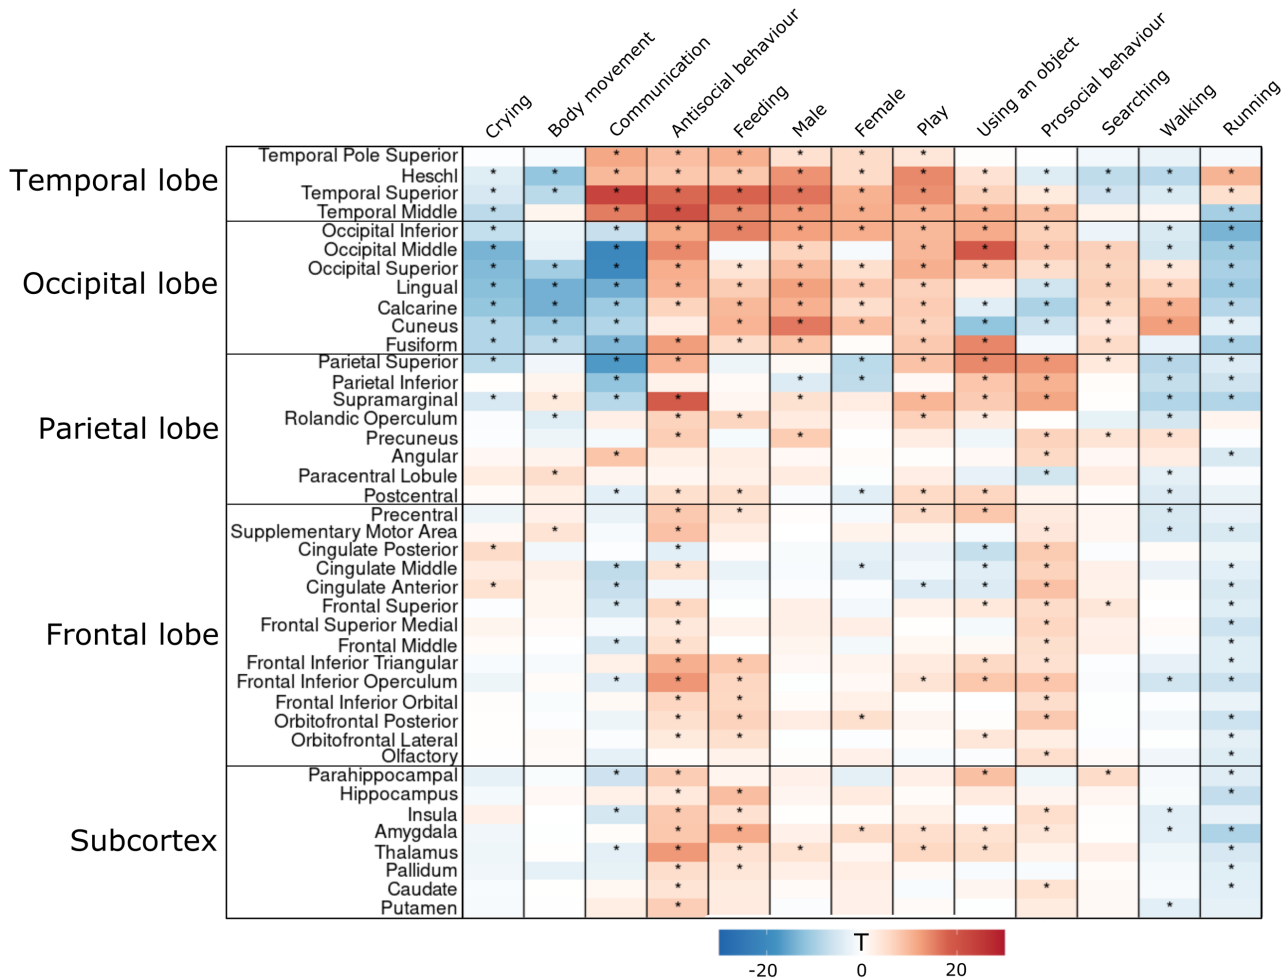 Crying
Body movement
Communication
Antisocial behaviour
Feeding
Male
Female
Play
Using an object
Prosocial behaviour
Searching
Walking
Running
Temporal lobe
Temporal Pole Superior
Heschl
Temporal Superior
Temporal Middle
Occipital lobe
Occipital Inferior
Occipital Middle
Occipital Superior
Lingual
Calcarine
Cuneus
Fusiform
Parietal lobe
Parietal Superior
Parietal Inferior
Supramarginal
Rolandic Operculum
Precuneus
Angular
Paracentral Lobule
Postcentral
Frontal lobe
Precentral
Supplementary Motor Area
Cingulate Posterior
Cingulate Middle
Cingulate Anterior
Frontal Superior
Frontal Superior Medial
Frontal Middle
Frontal Inferior Triangular
Frontal Inferior Operculum
Frontal Inferior Orbital
Orbitofrontal Posterior
Orbitofrontal Lateral
Olfactory
Subcortex
Parahippocampal
Hippocampus
Insula
Amygdala
Thalamus
Pallidum
Caudate
Putamen
T
-20 0 20